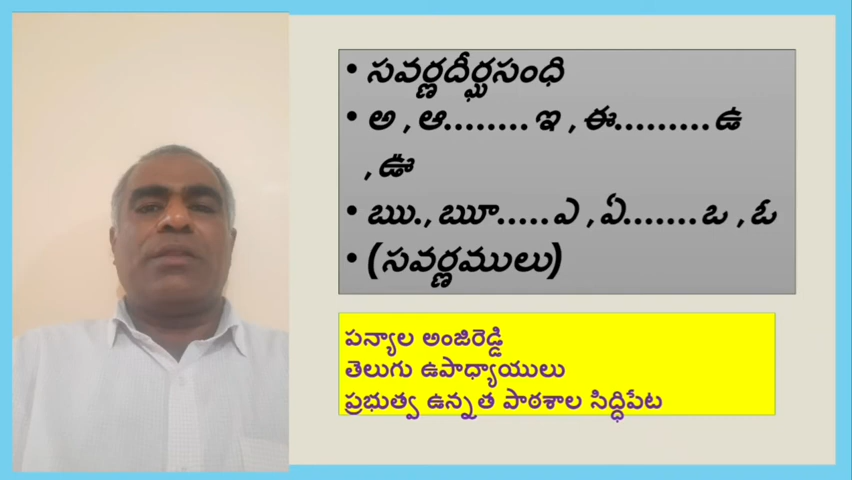 • సవర్ణదీర్ఘసంధి
• అ ,ఆ........ఇ ,ఈ.........ఉ
,ఊ
• ఋ.,ౠ.....ఎ ,ఏ.......ఒ ,ఓ
• (సవర్ణములు)
పన్యాల అంజిరెడ్డి
తెలుగు ఉపాధ్యాయులు
ప్రభుత్వ ఉన్నత పాఠశాల సిద్ధిపేట